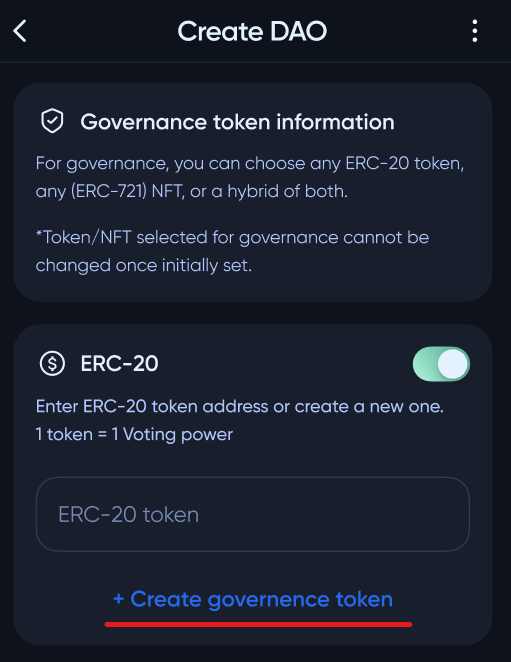 Create DAO
Governance token information
For governance, you can choose any ERC-20 token,
any (ERC-721) NFT, or a hybrid of both.
*Token/NFT selected for governance cannot be
changed once initially set.
ERC-20
Enter ERC-20 token address or create a new one.
1 token = 1 Voting power
ERC-20 token
+ Create governence token